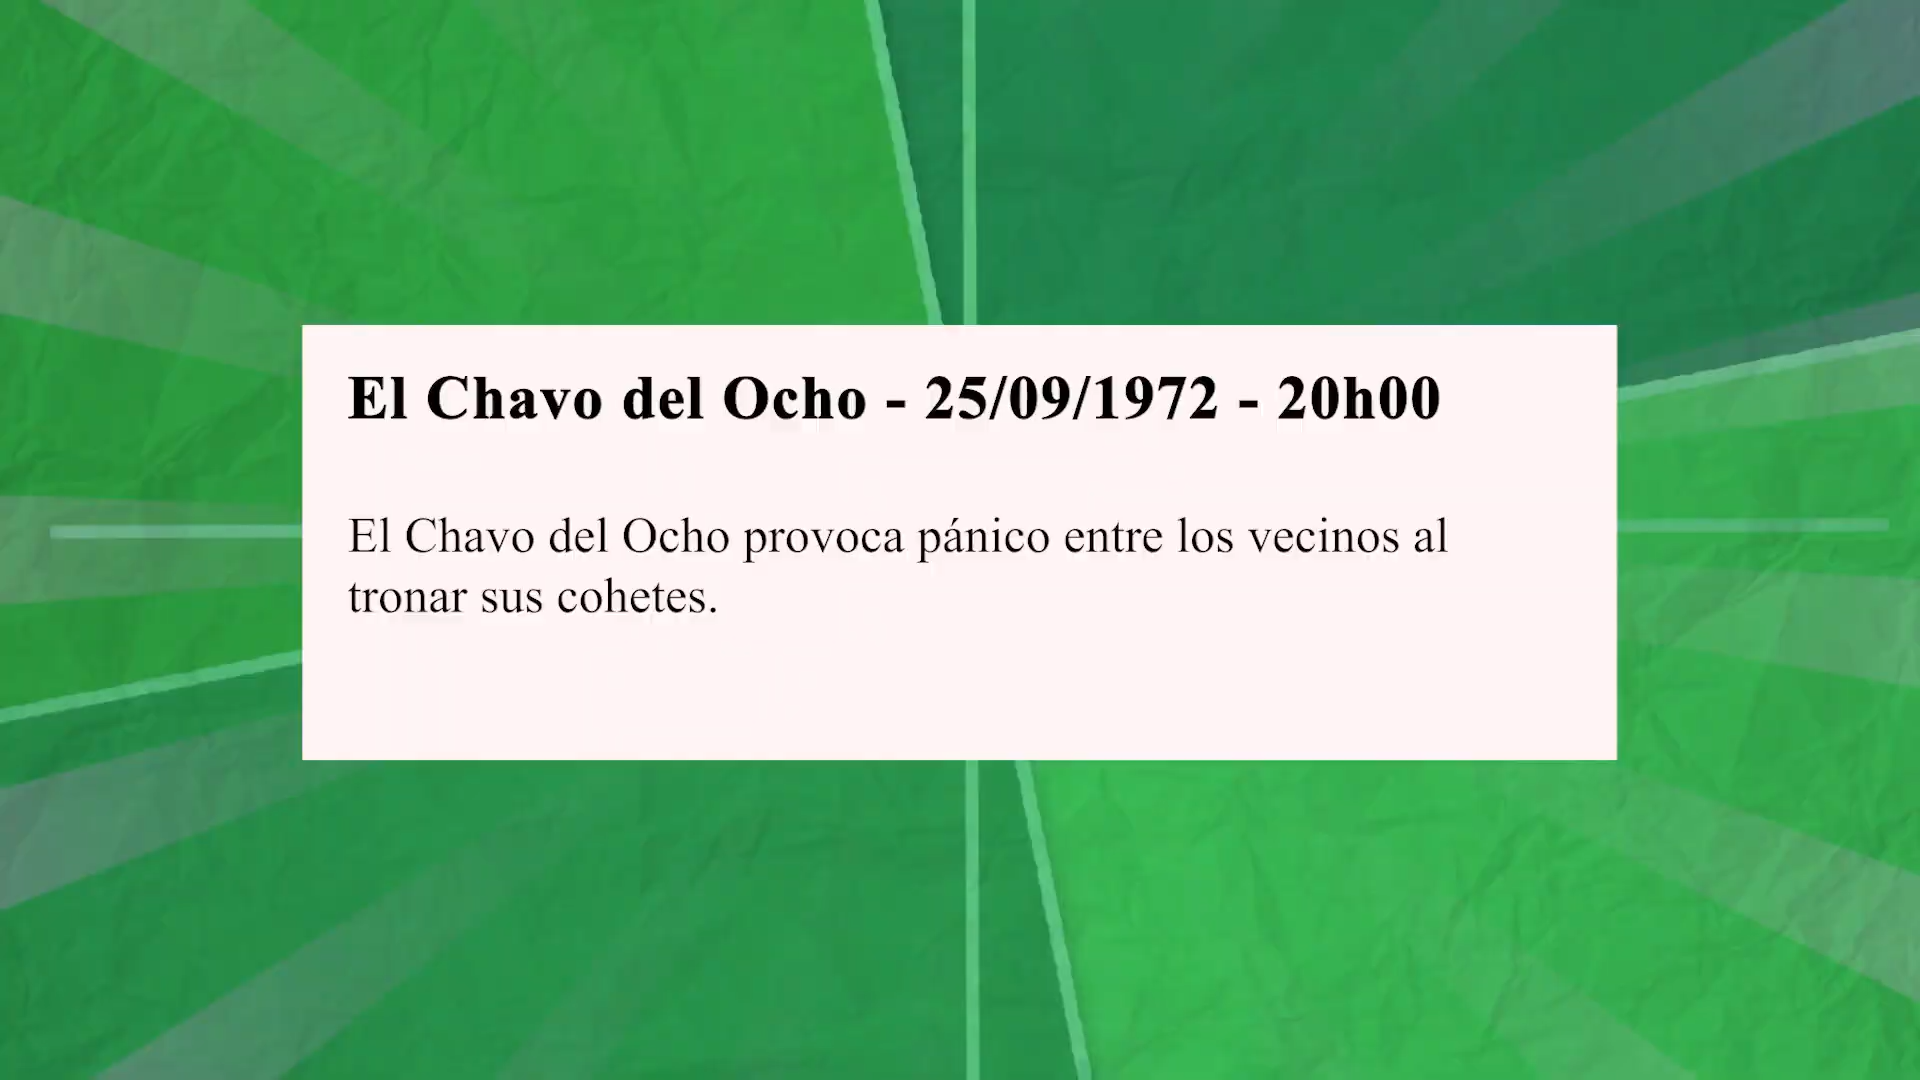 El Chavo del Ocho - 25/09/1972 - 20h00
El Chavo del Ocho provoca pánico entre los vecinos al
tronar sus cohetes.